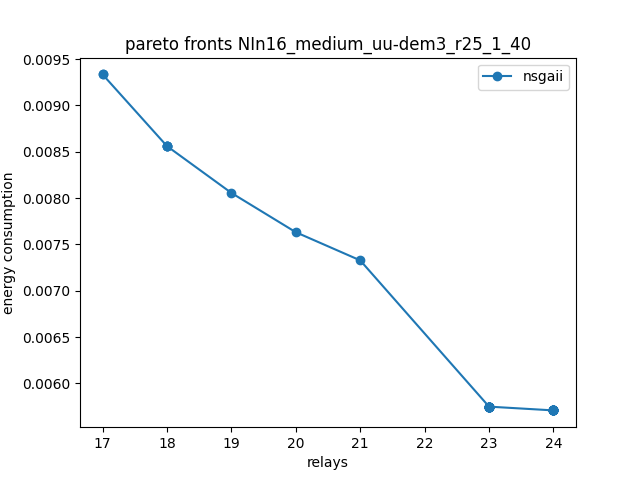 pareto fronts NIn16_medium_uu-dem3_r25_1_40
nsgaii
0.0095
0.0090
0.0085
0.0080
0.0075
0.0070
0.0065
0.0060
energy consumption
17 18 19 20 21 22 23 24
relays